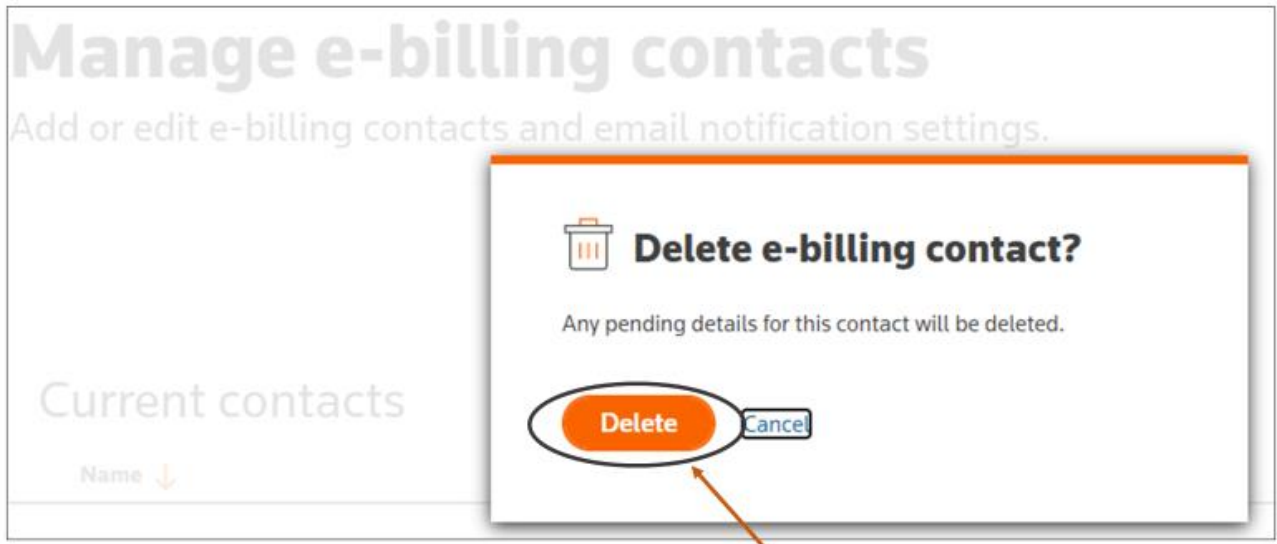 Manage e-billing contacts
Add or edit e-billing contacts and email notification settings.
Delete e-billing contact?
Any pending details for this contact will be deleted.
Current contacts
Delete Cancel
Name ↓